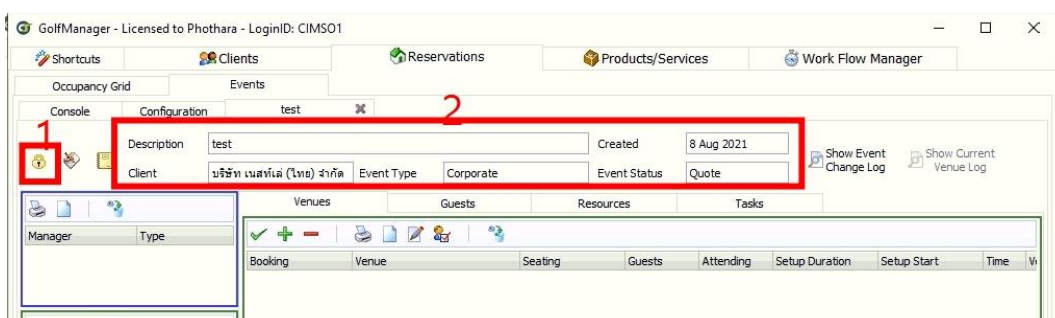 GolfManager - Licensed to Phothara - LoginID: CIMSO1
Shortcuts Clients Reservations Products/Services Work Flow Manager
Occupancy Grid Events
Console Configuration test
1 2
Description test Created 8 Aug 2021
Client บริษัท เนสท์เล่ (ไทย) จำกัด Event Type Corporate Event Status Quote
Show Event Change Log
Show Current Venue Log
Venues Guests Resources Tasks
Manager Type
Booking Venue Seating Guests Attending Setup Duration Setup Start Time